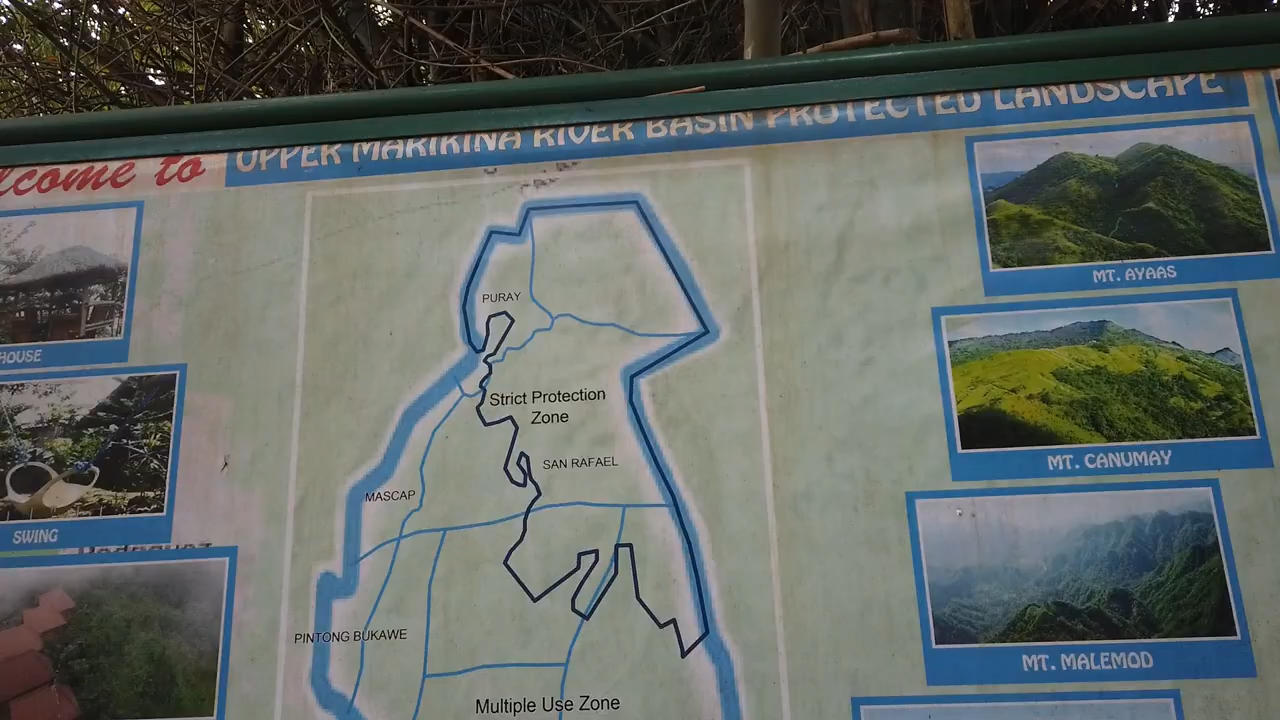 lcome to
UPPER MARIKINA RIVER BASIN PROTECTED LANDSCAPE
HOUSE
SWING
PURAY
Strict Protection
Zone
SAN RAFAEL
MASCAP
PINTONG BUKAWE
Multiple Use Zone
MT. AYAAS
MT. CANUMAY
MT. MALEMOD